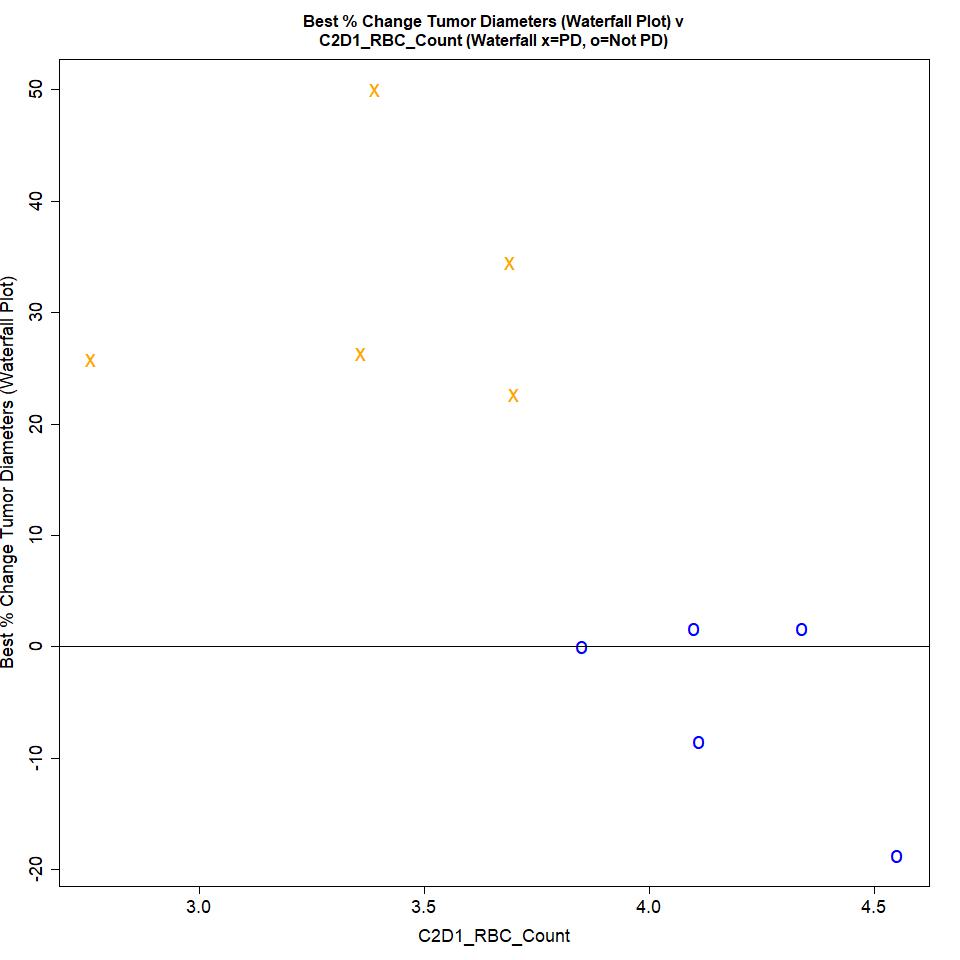 Best % Change Tumor Diameters (Waterfall Plot) v
C2D1_RBC_Count (Waterfall x=PD, o=Not PD)
Best % Change Tumor Diameters (Waterfall Plot)
50
40
30
20
10
0
-10
-20
X
X
X
X
X
O
O
O
O
O
3.0 3.5 4.0 4.5
C2D1_RBC_Count